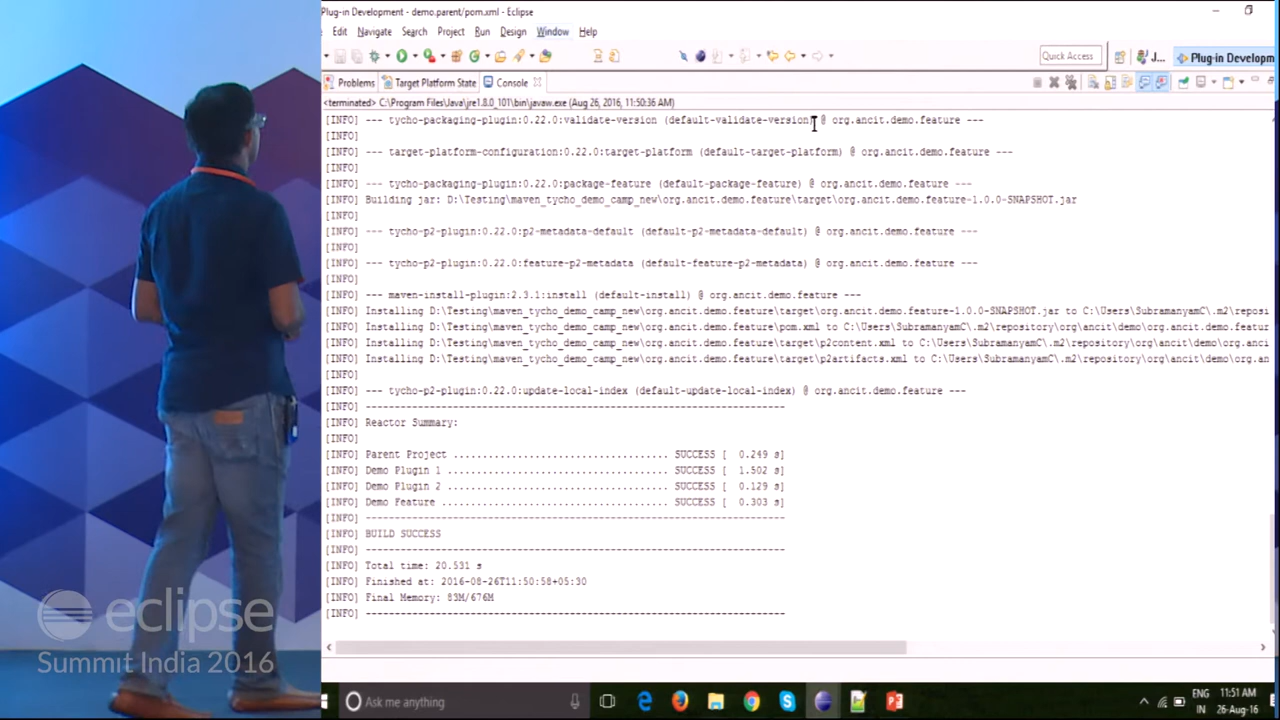 Plug-in Development - demo.parent/pom.xml - Eclipse
Edit Navigate Search Project Run Design Window Help
Quick Access
J...
Plug-in Developm
Problems Target Platform State Console
<terminated> C:\Program Files\Java\jre1.8.0_101\bin\javaw.exe (Aug 26, 2016, 11:50:36 AM)
[INFO] --- tycho-packaging-plugin:0.22.0:validate-version (default-validate-version) @ org.ancit.demo.feature ---
[INFO]
[INFO] --- target-platform-configuration:0.22.0:target-platform (default-target-platform) @ org.ancit.demo.feature ---
[INFO]
[INFO] --- tycho-packaging-plugin:0.22.0:package-feature (default-package-feature) @ org.ancit.demo.feature ---
[INFO] Building jar: D:\Testing\maven_tycho_demo_camp_new\org.ancit.demo.feature\target\org.ancit.demo.feature-1.0.0-SNAPSHOT.jar
[INFO]
[INFO] --- tycho-p2-plugin:0.22.0:p2-metadata-default (default-p2-metadata-default) @ org.ancit.demo.feature ---
[INFO]
[INFO] --- tycho-p2-plugin:0.22.0:feature-p2-metadata (default-feature-p2-metadata) @ org.ancit.demo.feature ---
[INFO]
[INFO] --- maven-install-plugin:2.3.1:install (default-install) @ org.ancit.demo.feature ---
[INFO] Installing D:\Testing\maven_tycho_demo_camp_new\org.ancit.demo.feature\target\org.ancit.demo.feature-1.0.0-SNAPSHOT.jar to C:\Users\SubramanyamC\.m2\reposi
[INFO] Installing D:\Testing\maven_tycho_demo_camp_new\org.ancit.demo.feature\pom.xml to C:\Users\SubramanyamC\.m2\repository\org\ancit\demo\org.ancit.demo.featur
[INFO] Installing D:\Testing\maven_tycho_demo_camp_new\org.ancit.demo.feature\target\p2content.xml to C:\Users\SubramanyamC\.m2\repository\org\ancit\demo\org.anci
[INFO] Installing D:\Testing\maven_tycho_demo_camp_new\org.ancit.demo.feature\target\p2artifacts.xml to C:\Users\SubramanyamC\.m2\repository\org\ancit\demo\org.an
[INFO]
[INFO] --- tycho-p2-plugin:0.22.0:update-local-index (default-update-local-index) @ org.ancit.demo.feature ---
[INFO] ------------------------------------------------------------------------
[INFO] Reactor Summary:
[INFO]
[INFO] Parent Project ..................................... SUCCESS [  0.249 s]
[INFO] Demo Plugin 1 ...................................... SUCCESS [  1.502 s]
[INFO] Demo Plugin 2 ...................................... SUCCESS [  0.129 s]
[INFO] Demo Feature ....................................... SUCCESS [  0.303 s]
[INFO] ------------------------------------------------------------------------
[INFO] BUILD SUCCESS
[INFO] ------------------------------------------------------------------------
[INFO] Total time: 20.531 s
[INFO] Finished at: 2016-08-26T11:50:58+05:30
[INFO] Final Memory: 83M/676M
[INFO] ------------------------------------------------------------------------
eclipse
Summit India 2016
Ask me anything
ENG
IN
11:51 AM
26-Aug-16